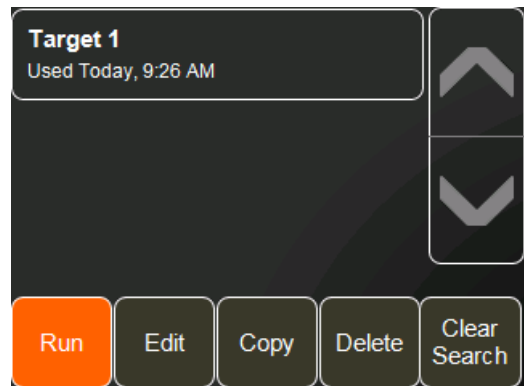 Target 1
Used Today, 9:26 AM
Run
Edit
Copy
Delete
Clear
Search